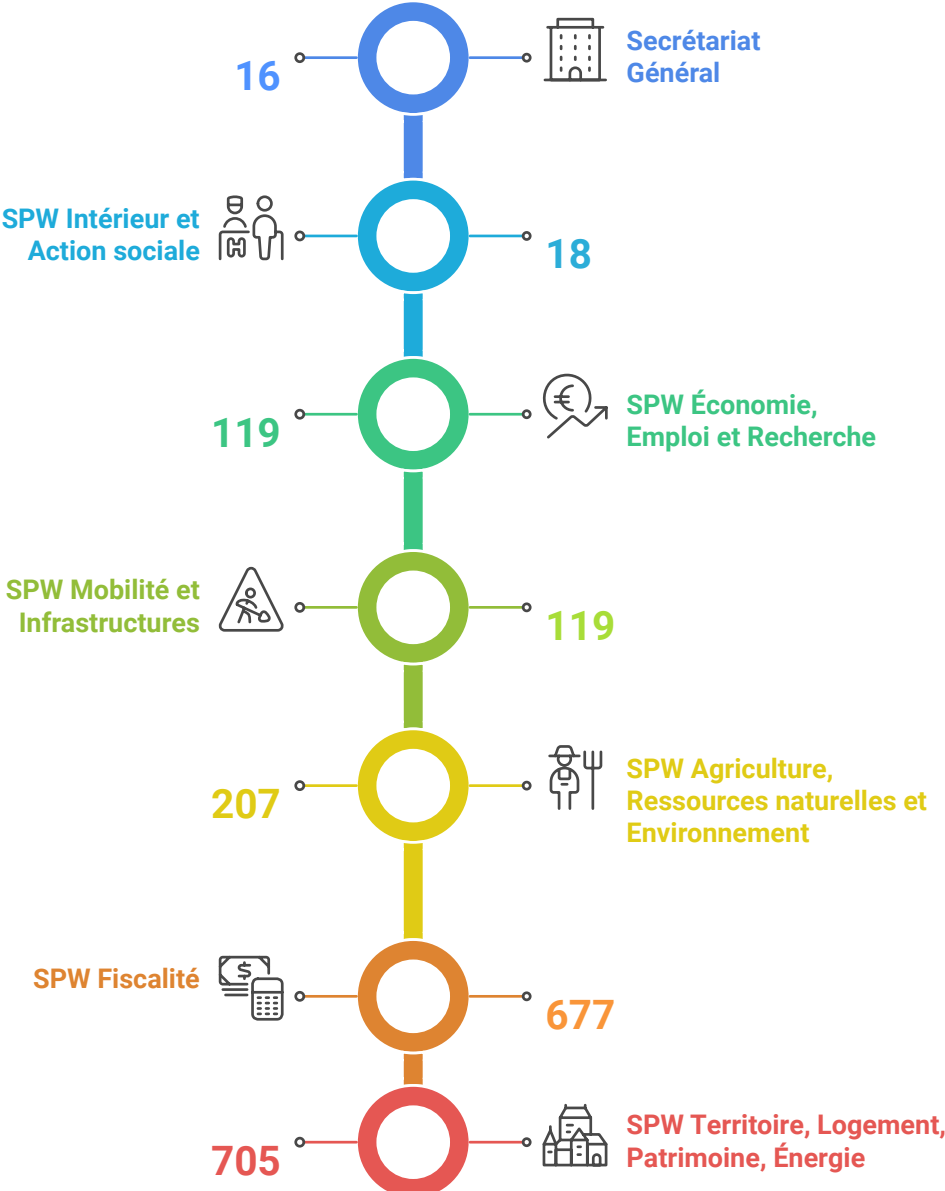 16
Secrétariat
Général
SPW Intérieur et
Action sociale
18
119
SPW Économie,
Emploi et Recherche
SPW Mobilité et
Infrastructures
119
207
SPW Agriculture,
Ressources naturelles et
Environnement
SPW Fiscalité
677
705
SPW Territoire, Logement,
Patrimoine, Énergie